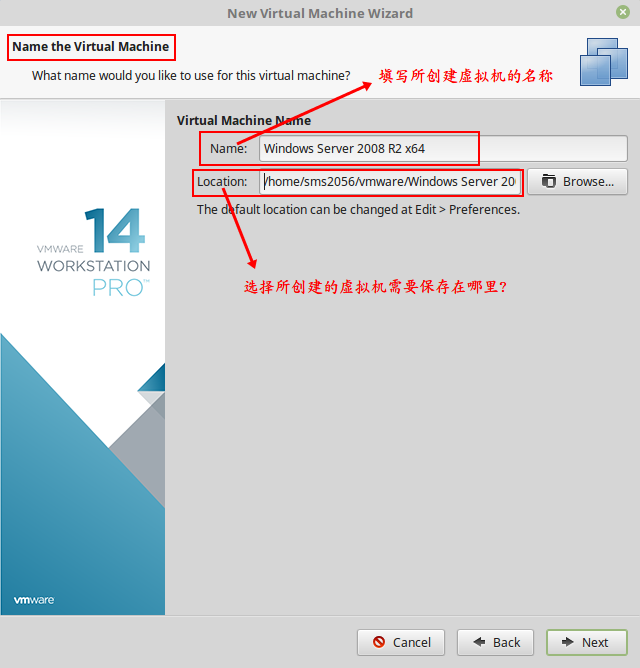 New Virtual Machine Wizard
Name the Virtual Machine
What name would you like to use for this virtual machine?
填写所创建虚拟机的名称
Virtual Machine Name
Name: Windows Server 2008 R2 x64
Location: /home/sms2056/vmware/Windows Server 20 Browse...
The default location can be changed at Edit > Preferences.
选择所创建的虚拟机需要保存在哪里?
VMWARE 14
WORKSTATION
PRO™
vmware
Cancel Back Next